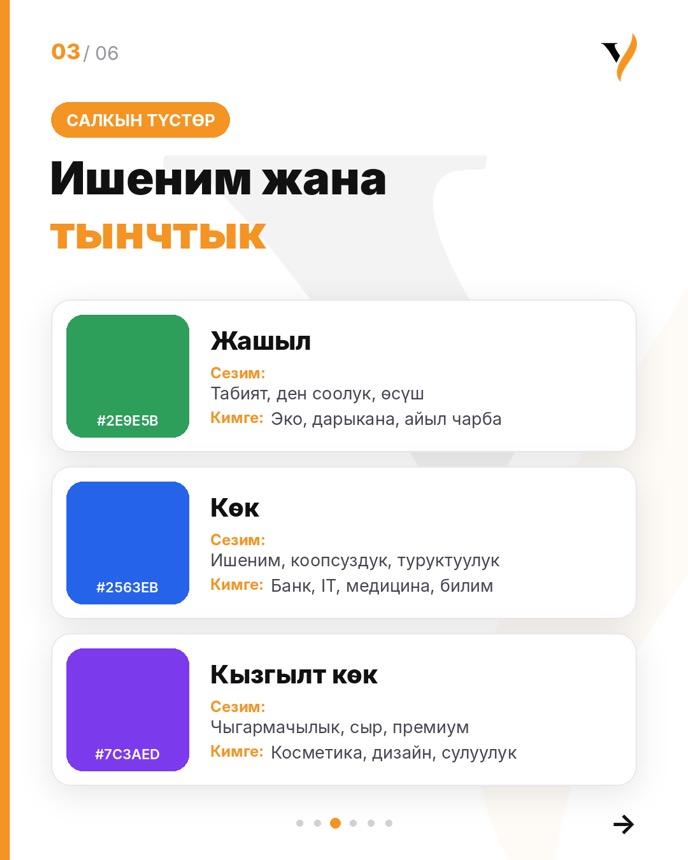 03 / 06
САЛКЫН ТҮСТӨР
Ишеним жана
тынчтык
Жашыл
Сезим:
Табият, ден соолук, өсүш
#2E9E5B
Кимге: Эко, дарыкана, айыл чарба
Көк
Сезим:
Ишеним, коопсуздук, туруктуулук
#2563EB
Кимге: Банк, IT, медицина, билим
Кызгылт көк
Сезим:
Чыгармачылык, сыр, премиум
#7C3AED
Кимге: Косметика, дизайн, сулуулук